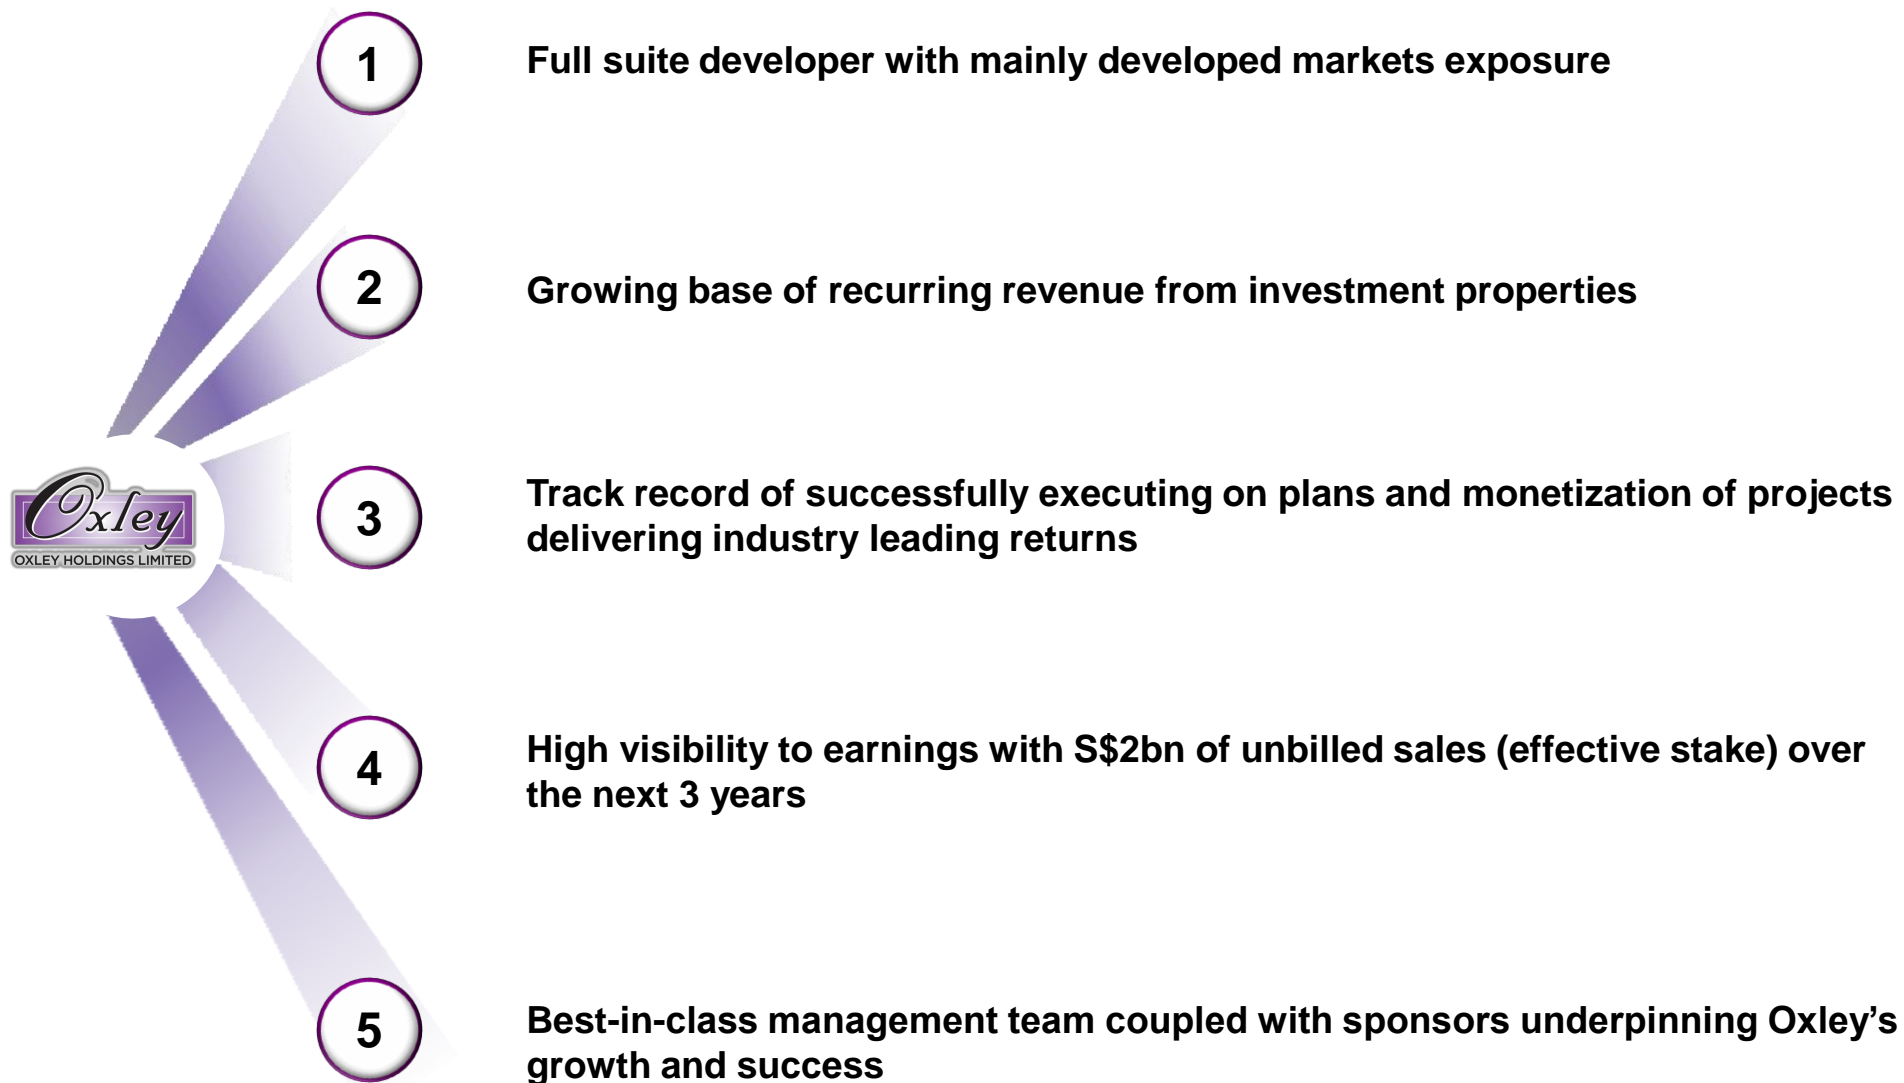 1
Full suite developer with mainly developed markets exposure
2
Growing base of recurring revenue from investment properties
Oxley
OXLEY HOLDINGS LIMITED
3
Track record of successfully executing on plans and monetization of projects
delivering industry leading returns
4
High visibility to earnings with S$2bn of unbilled sales (effective stake) over
the next 3 years
5
Best-in-class management team coupled with sponsors underpinning Oxley’s
growth and success